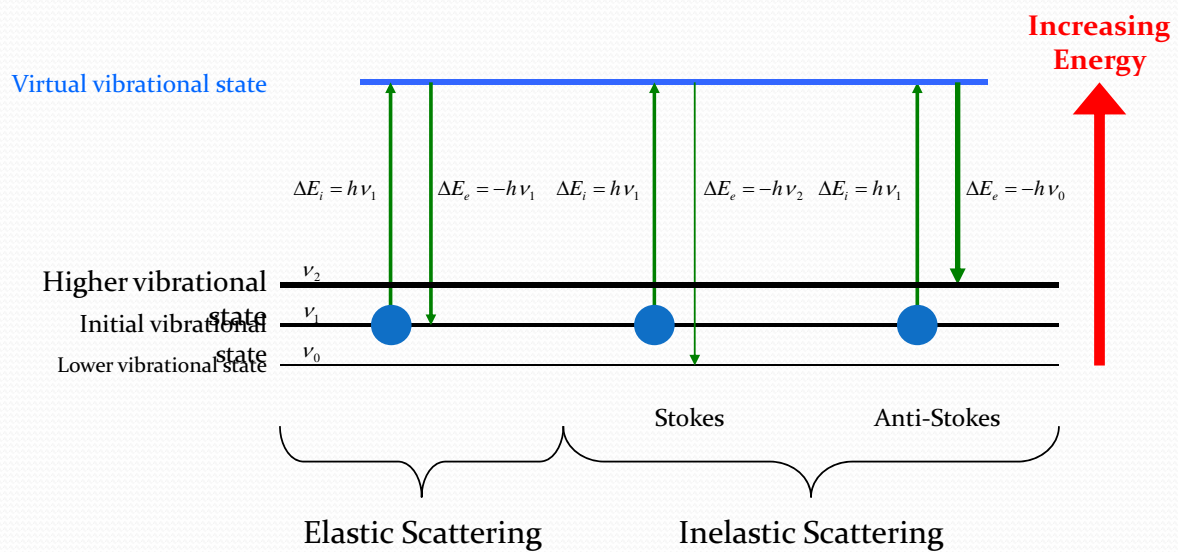 Increasing
Energy
Virtual vibrational state
ΔE_i = hν_1
ΔE_e = −hν_1
ΔE_i = hν_1
ΔE_e = −hν_2
ΔE_i = hν_1
ΔE_e = −hν_0
Higher vibrational
state
ν_2
Initial vibrational
state
ν_1
Lower vibrational state
ν_0
Stokes
Anti-Stokes
Elastic Scattering
Inelastic Scattering